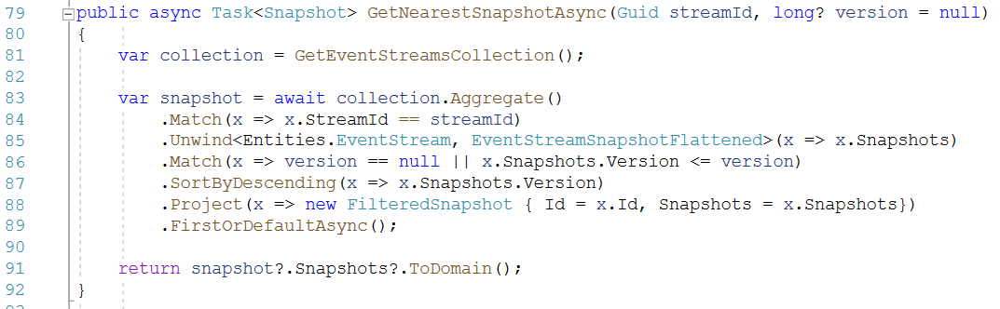 79 public async Task<Snapshot> GetNearestSnapshotAsync(Guid streamId, long? version = null)
80 {
81 var collection = GetEventStreamsCollection();
82
83 var snapshot = await collection.Aggregate()
84 .Match(x => x.StreamId == streamId)
85 .Unwind<Entities.EventStream, EventStreamSnapshotFlattened>(x => x.Snapshots)
86 .Match(x => version == null || x.Snapshots.Version <= version)
87 .SortByDescending(x => x.Snapshots.Version)
88 .Project(x => new FilteredSnapshot { Id = x.Id, Snapshots = x.Snapshots})
89 .FirstOrDefaultAsync();
90
91 return snapshot?.Snapshots?.ToDomain();
92 }